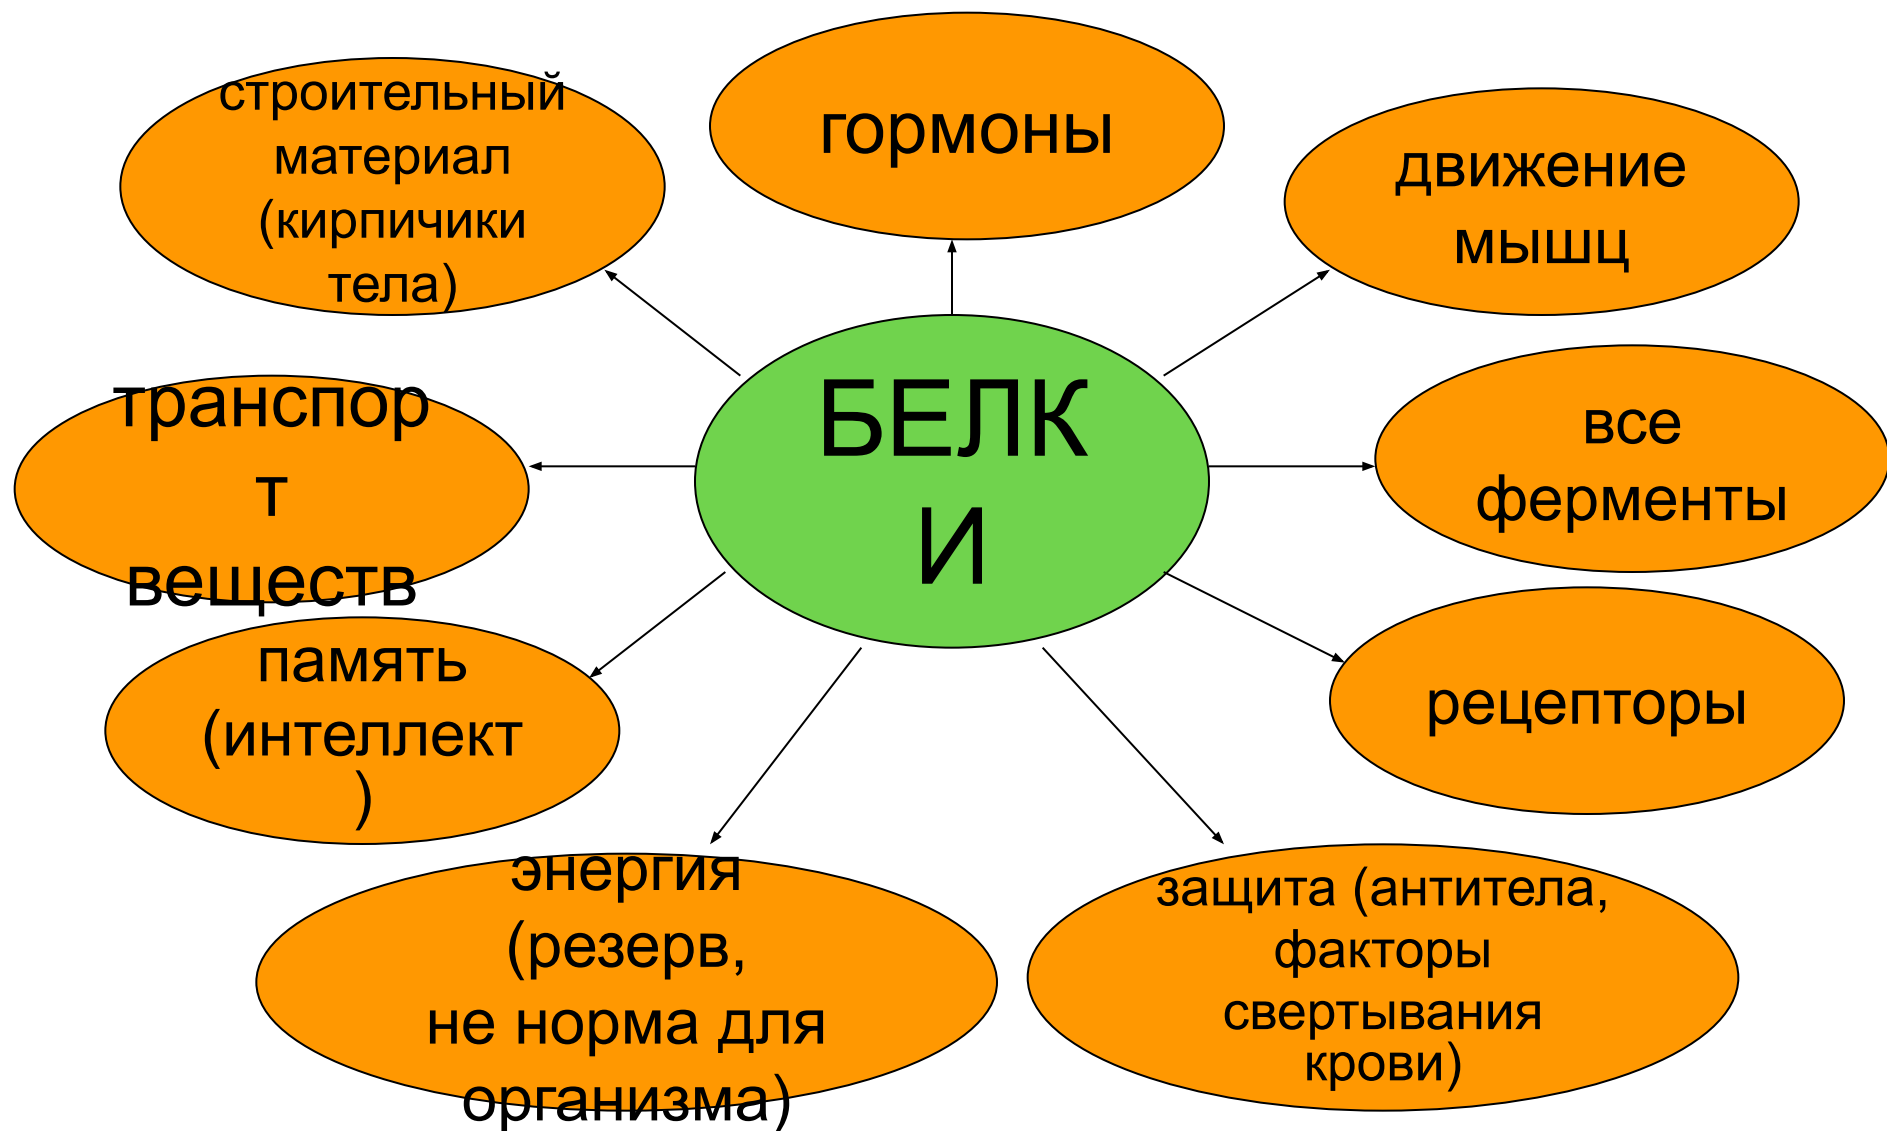 строительный
материал
(кирпичики
тела)
гормоны
движение
мышц
транспор
т
веществ
БЕЛК
И
все
ферменты
память
(интеллект
)
рецепторы
энергия
(резерв,
не норма для
организма)
защита (антитела,
факторы
свертывания
крови)